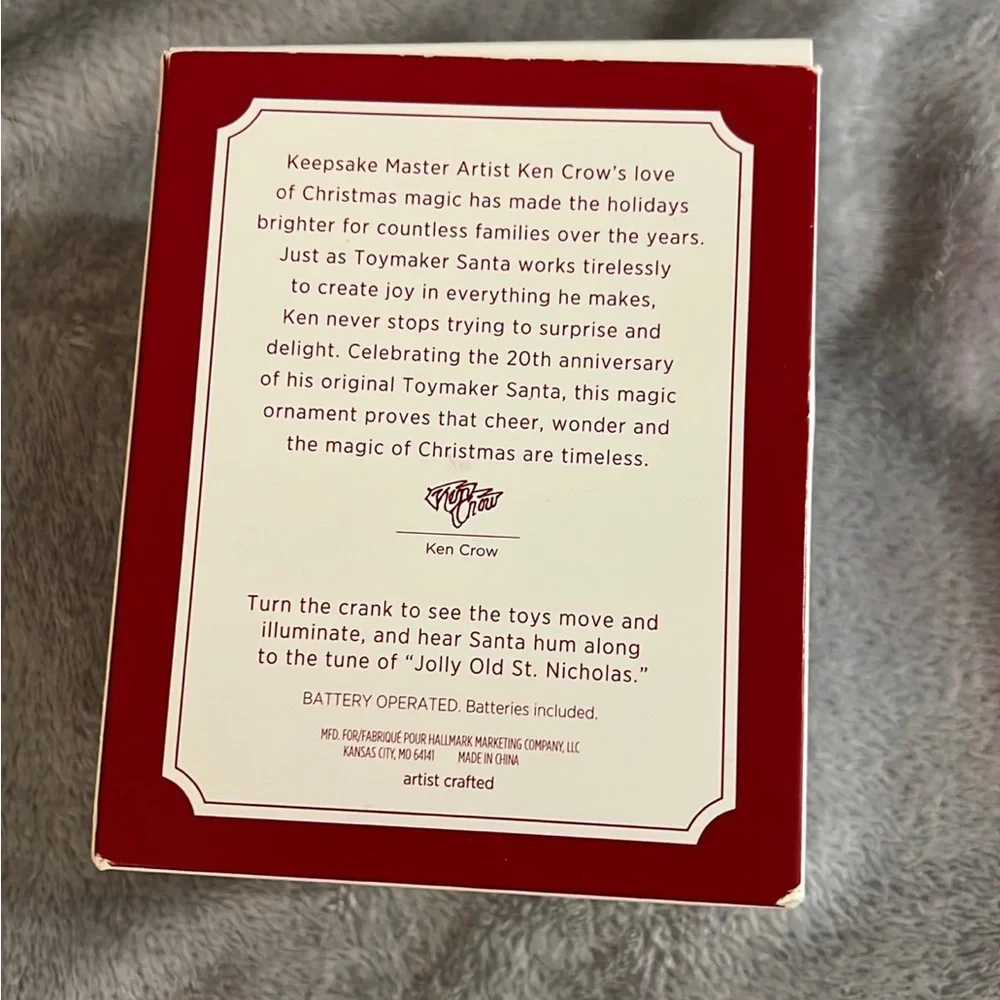 Keepsake Master Artist Ken Crow's love
of Christmas magic has made the holidays
brighter for countless families over the years.
Just as Toymaker Santa works tirelessly
to create joy in everything he makes,
Ken never stops trying to surprise and
delight. Celebrating the 20th anniversary
of his original Toymaker Santa, this magic
ornament proves that cheer, wonder and
the magic of Christmas are timeless.
Ken Crow
Ken Crow
Turn the crank to see the toys move and
illuminate, and hear Santa hum along
to the tune of “Jolly Old St. Nicholas.”
BATTERY OPERATED. Batteries included.
MFD. FOR/FABRIQUÉ POUR HALLMARK MARKETING COMPANY, LLC
KANSAS CITY, MO 64141 MADE IN CHINA
artist crafted